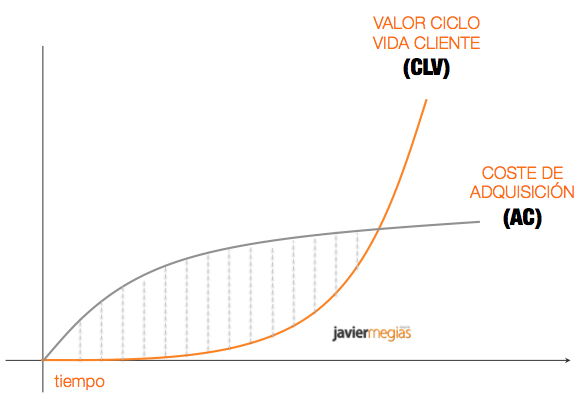 VALOR CICLO
VIDA CLIENTE
(CLV)
COSTE DE
ADQUISICIÓN
(AC)
javiermegias
tiempo